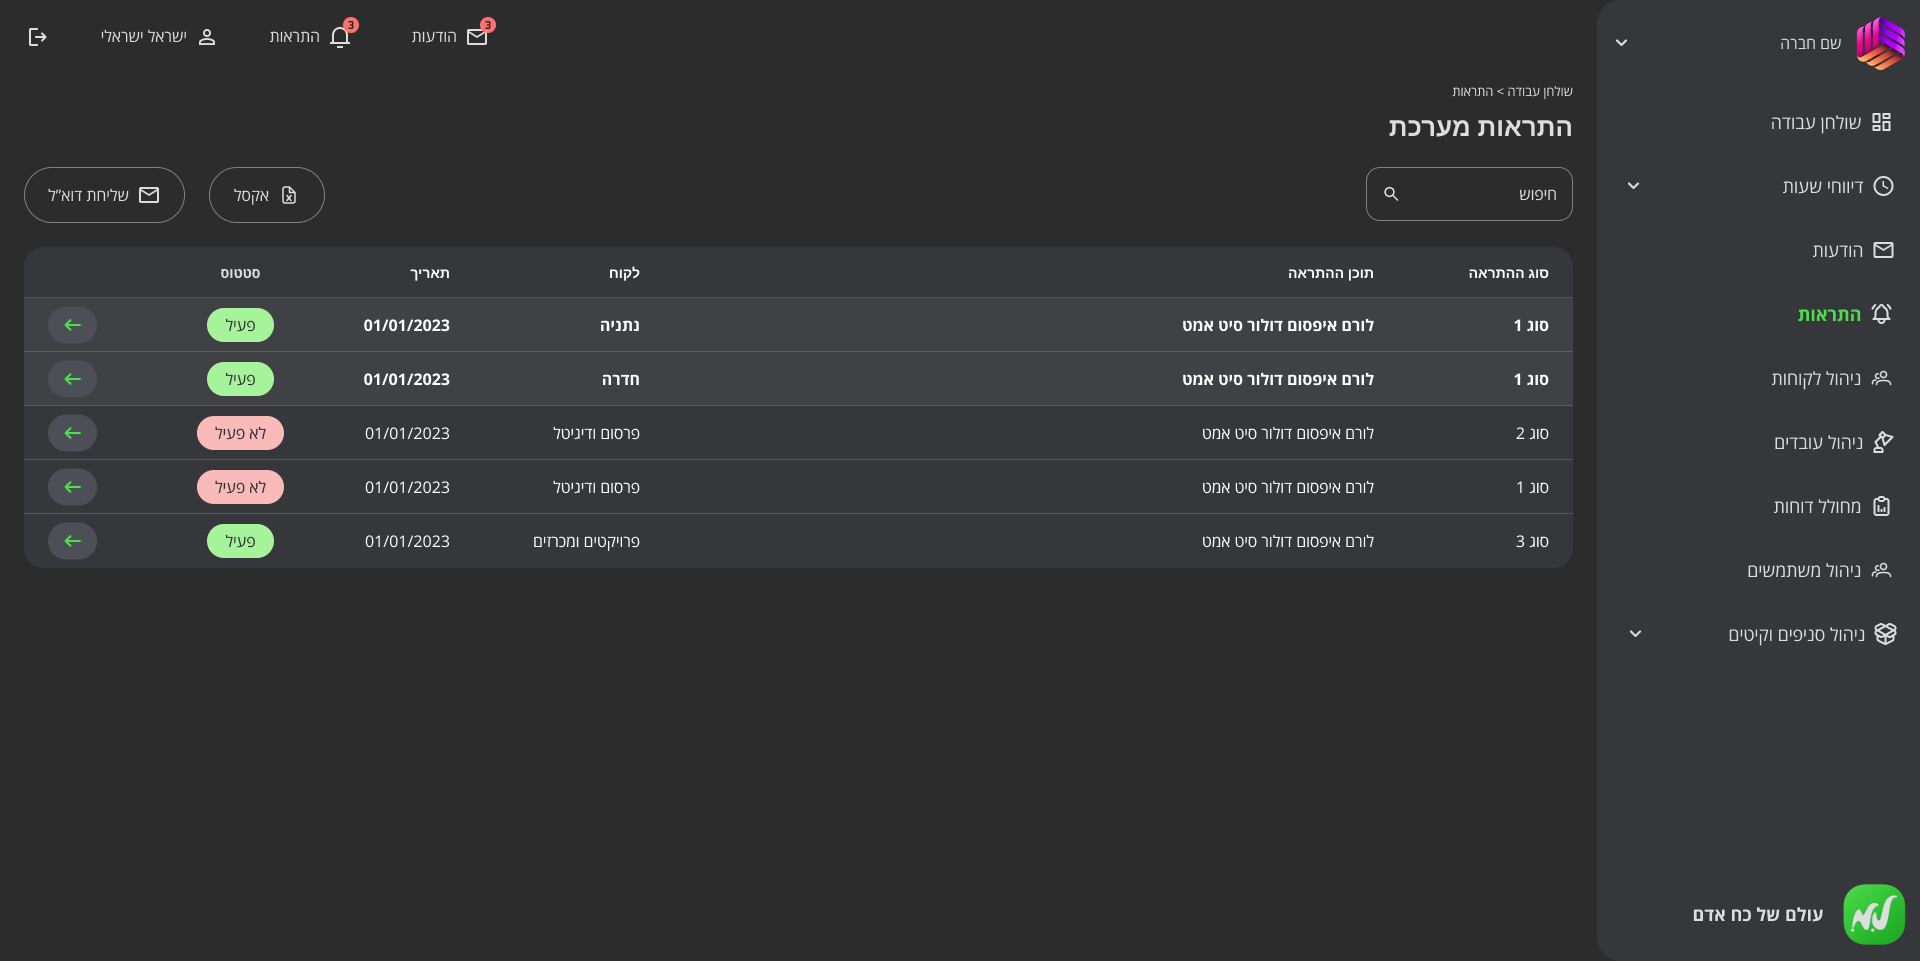 שם חברה
שולחן עבודה
דיווחי שעות
הודעות
התראות
ניהול לקוחות
ניהול עובדים
מחולל דוחות
ניהול משתמשים
ניהול סניפים וקיטים
עולם של כח אדם
הודעות 3
התראות 3
ישראל ישראלי
שולחן עבודה > התראות
התראות מערכת
חיפוש
אקסל
שליחת דוא״ל
סוג ההתראה תוכן ההתראה לקוח תאריך סטטוס
סוג 1 לורם איפסום דולור סיט אמט נתניה 01/01/2023 פעיל
סוג 1 לורם איפסום דולור סיט אמט חדרה 01/01/2023 פעיל
סוג 2 לורם איפסום דולור סיט אמט פרסום ודיגיטל 01/01/2023 לא פעיל
סוג 1 לורם איפסום דולור סיט אמט פרסום ודיגיטל 01/01/2023 לא פעיל
סוג 3 לורם איפסום דולור סיט אמט פרויקטים ומכרזים 01/01/2023 פעיל